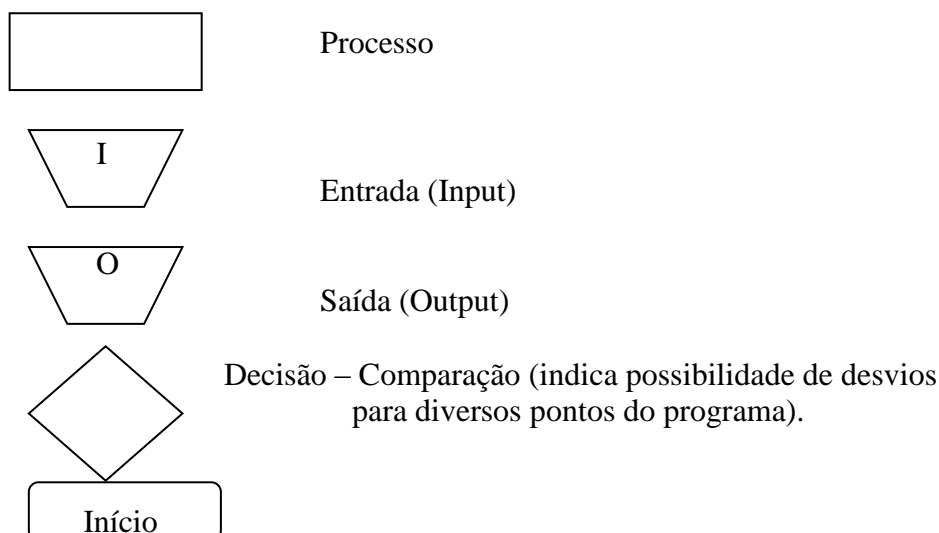 Processo
I
Entrada (Input)
O
Saída (Output)
Decisão – Comparação (indica possibilidade de desvios
para diversos pontos do programa).
Início